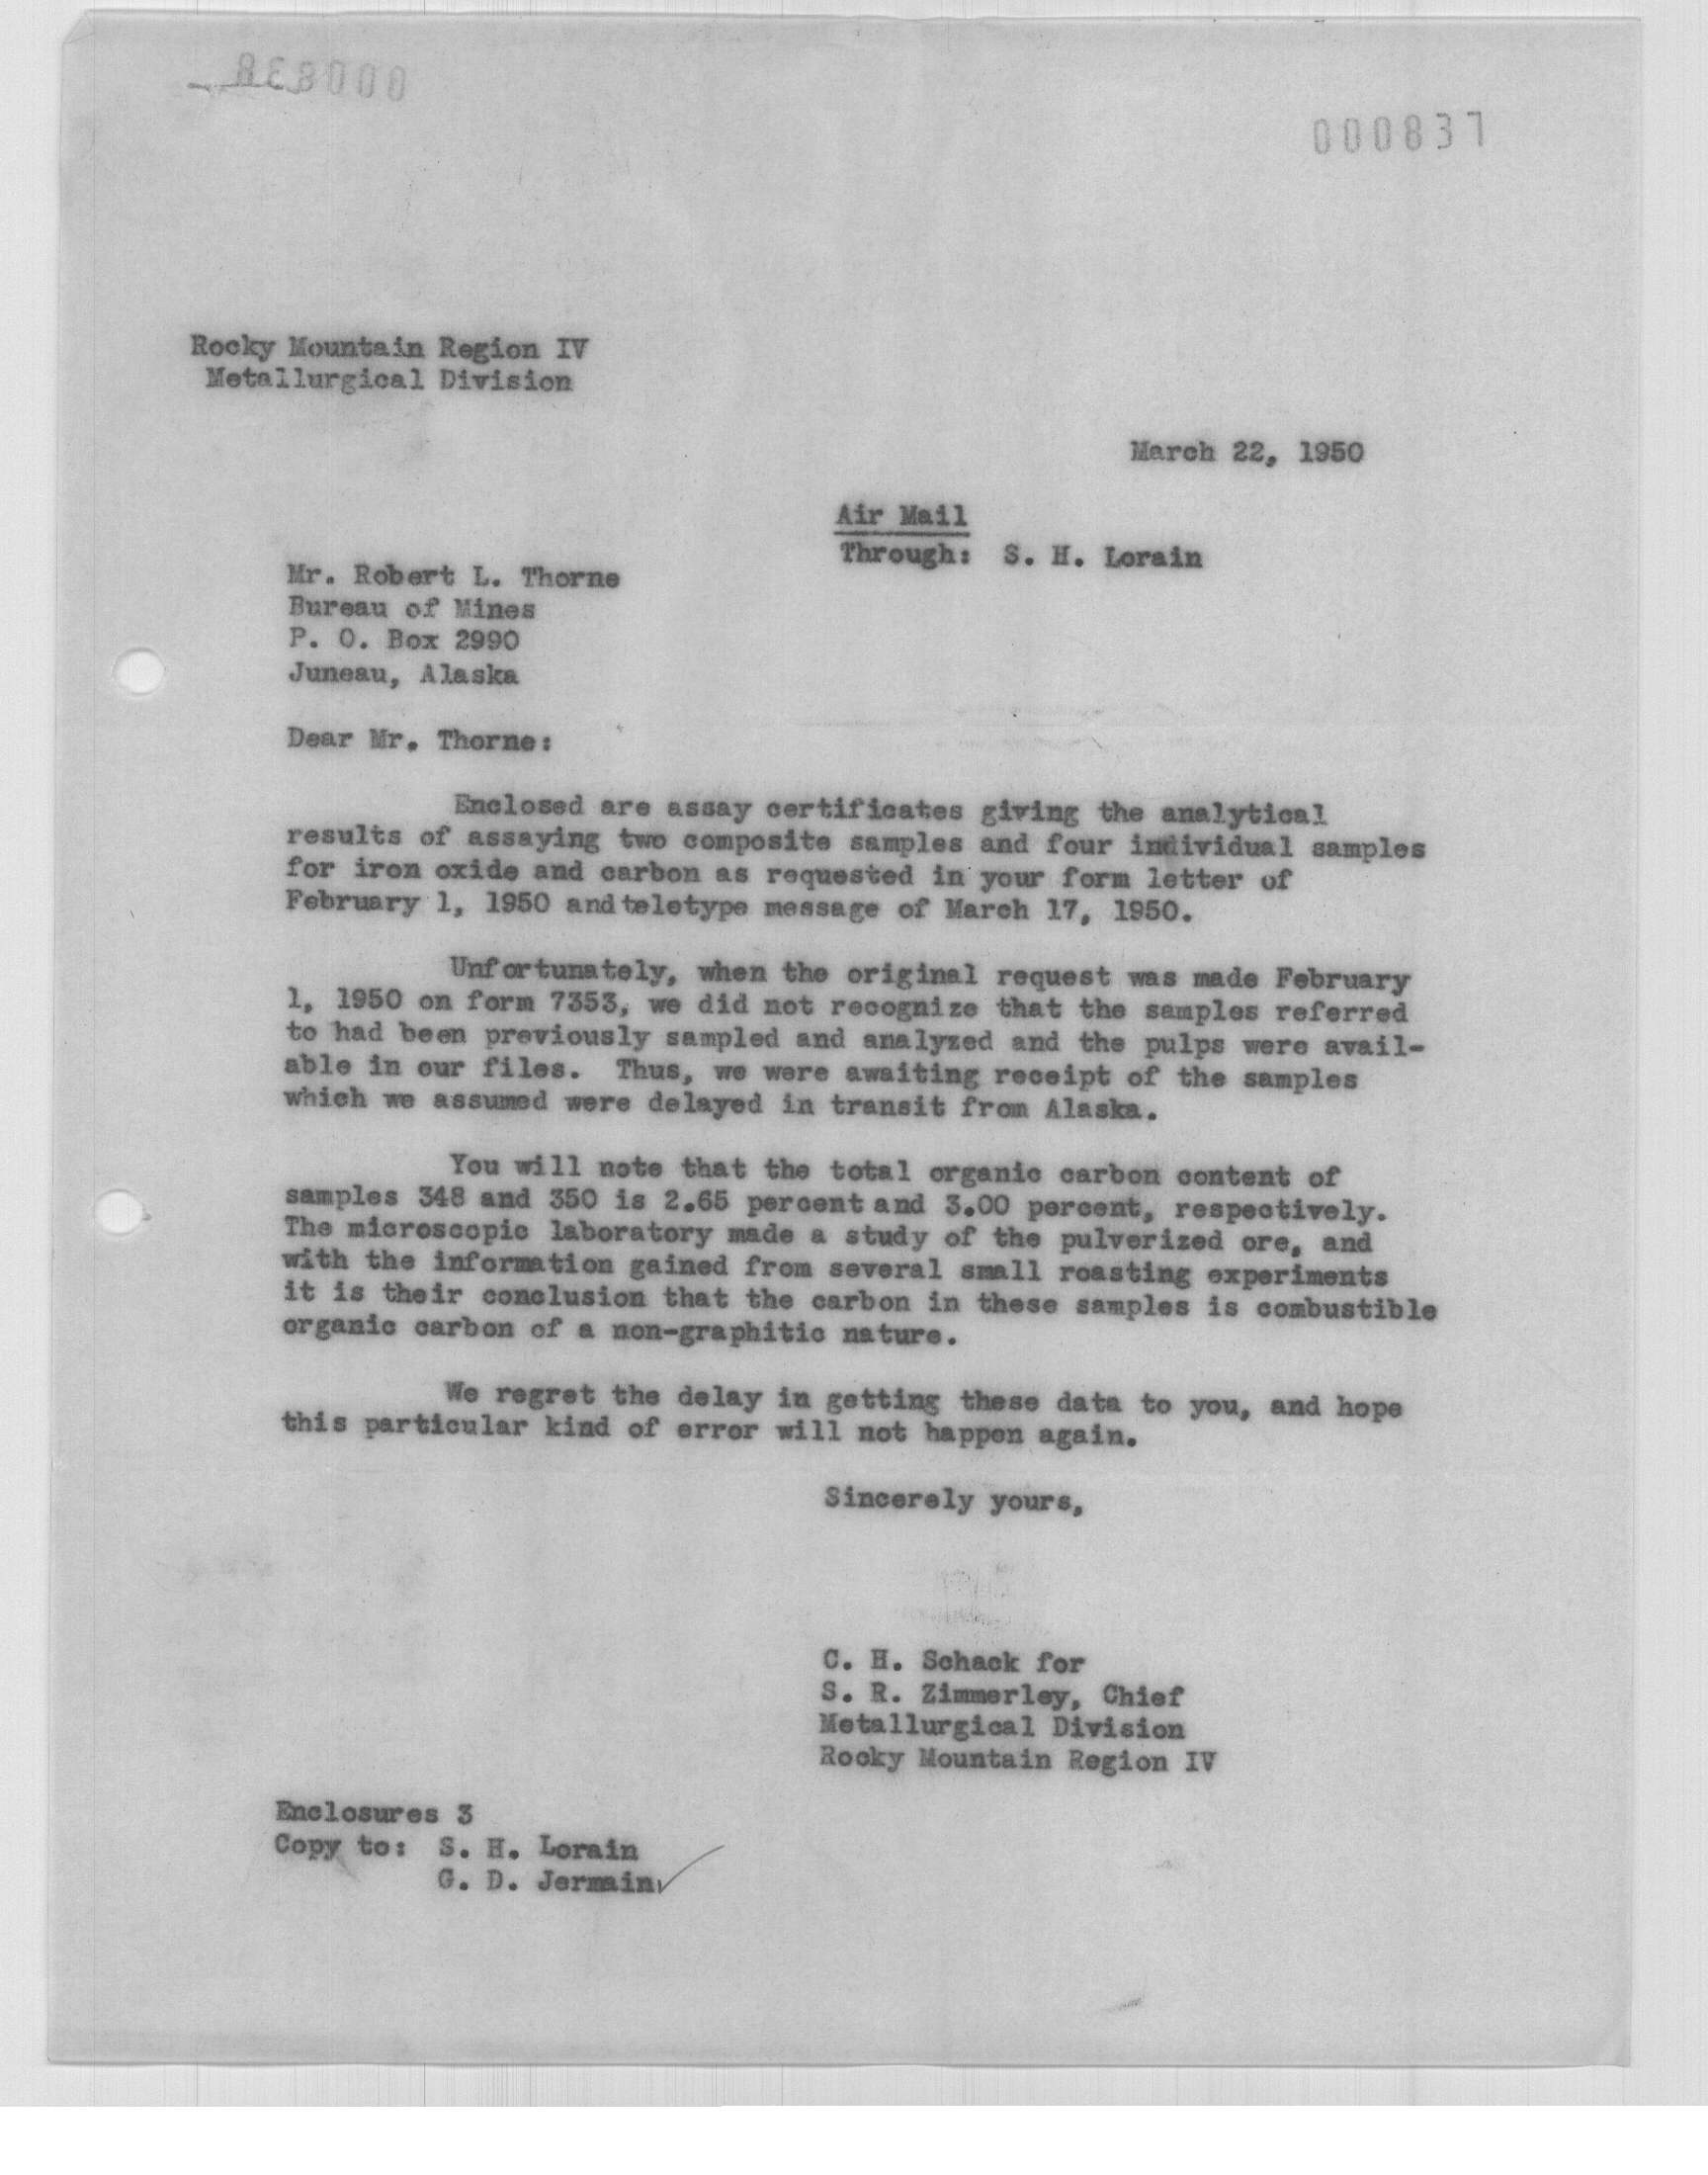 000838
000837
Rocky Mountain Region IV
Metallurgical Division
March 22, 1950
Air Mail
Through: S. H. Lorain
Mr. Robert L. Thorne
Bureau of Mines
P. O. Box 2990
Juneau, Alaska
Dear Mr. Thorne:
Enclosed are assay certificates giving the analytical
results of assaying two composite samples and four individual samples
for iron oxide and carbon as requested in your form letter of
February 1, 1950 and teletype message of March 17, 1950.
Unfortunately, when the original request was made February
1, 1950 on form 7353, we did not recognize that the samples referred
to had been previously sampled and analyzed and the pulps were avail-
able in our files. Thus, we were awaiting receipt of the samples
which we assumed were delayed in transit from Alaska.
You will note that the total organic carbon content of
samples 348 and 350 is 2.65 percent and 3.00 percent, respectively.
The microscopic laboratory made a study of the pulverized ore, and
with the information gained from several small roasting experiments
it is their conclusion that the carbon in these samples is combustible
organic carbon of a non-graphitic nature.
We regret the delay in getting these data to you, and hope
this particular kind of error will not happen again.
Sincerely yours,
C. H. Schack for
S. R. Zimmerley, Chief
Metallurgical Division
Rocky Mountain Region IV
Enclosures 3
Copy to: S. H. Lorain
G. D. Jermain